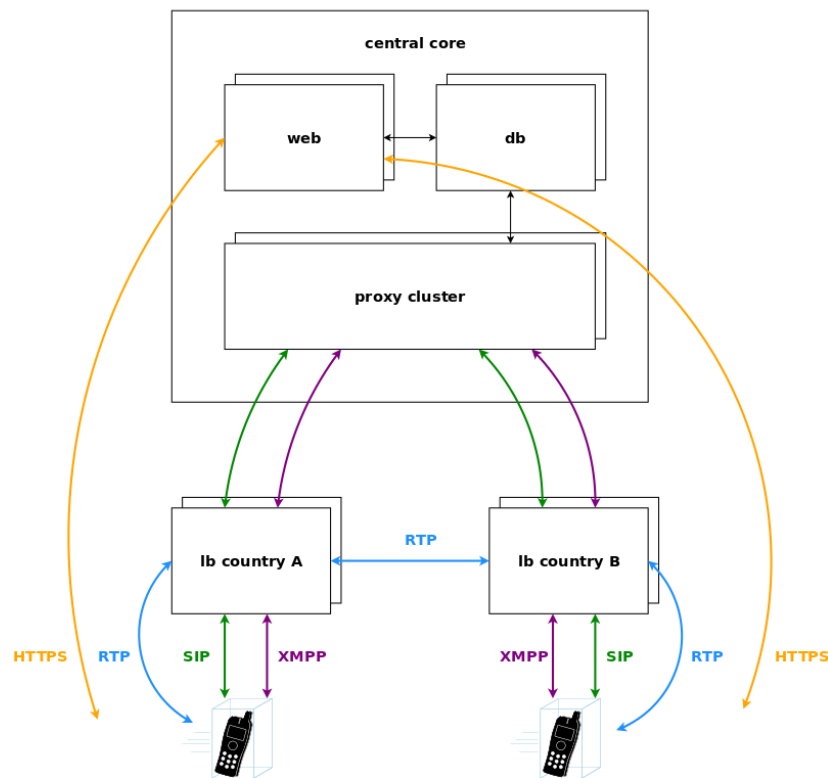 central core
web
db
proxy cluster
lb country A
RTP
lb country B
HTTPS
RTP
SIP
XMPP
XMPP
SIP
RTP
HTTPS